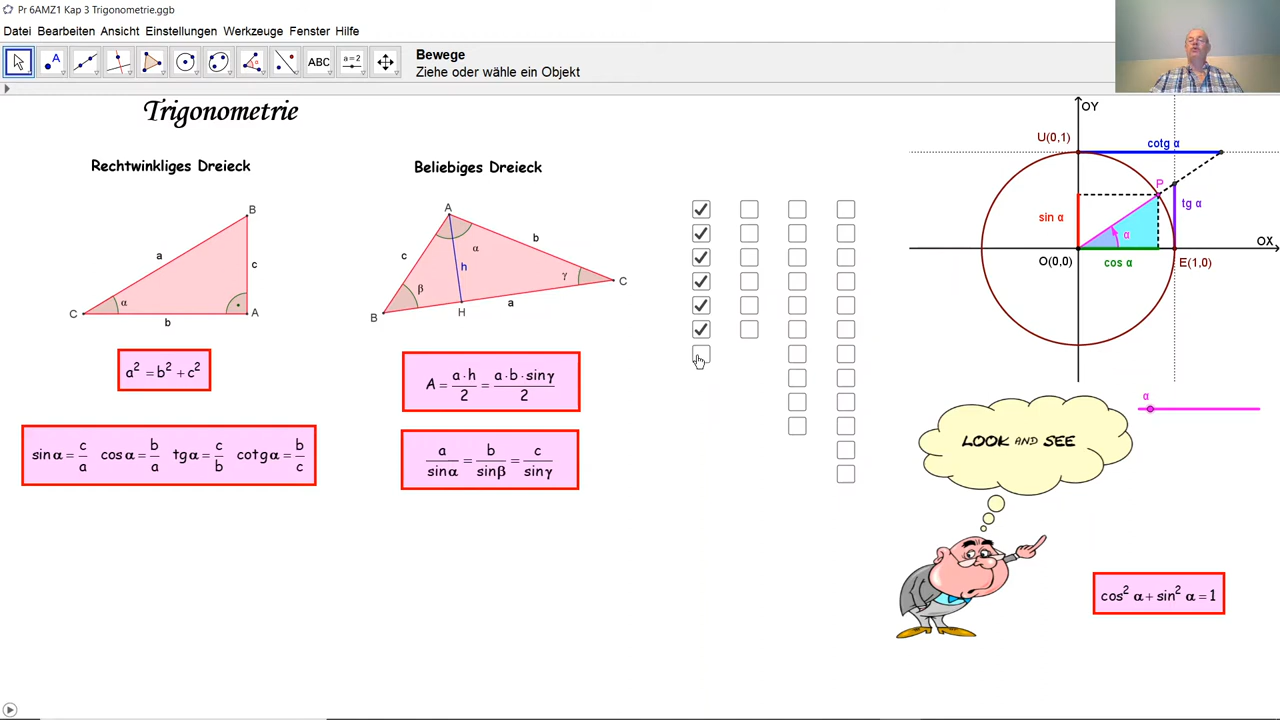 Pr 6AMZ1 Kap 3 Trigonometrie.ggb
Datei Bearbeiten Ansicht Einstellungen Werkzeuge Fenster Hilfe
A
ABC
a=2
Bewege
Ziehe oder wähle ein Objekt
Trigonometrie
Rechtwinkliges Dreieck
B
a
c
α
C
A
b
a² = b² + c²
sin α = c/a cos α = b/a tg α = c/b cotg α = b/c
Beliebiges Dreieck
A
b
α
c
h
γ
C
β
a
B
H
A = a·h/2 = a·b·sin γ/2
a/sin α = b/sin β = c/sin γ
OY
U(0,1)
cotg α
P
tg α
sin α
α
OX
O(0,0)
cos α
E(1,0)
α
LOOK AND SEE
cos² α + sin² α = 1